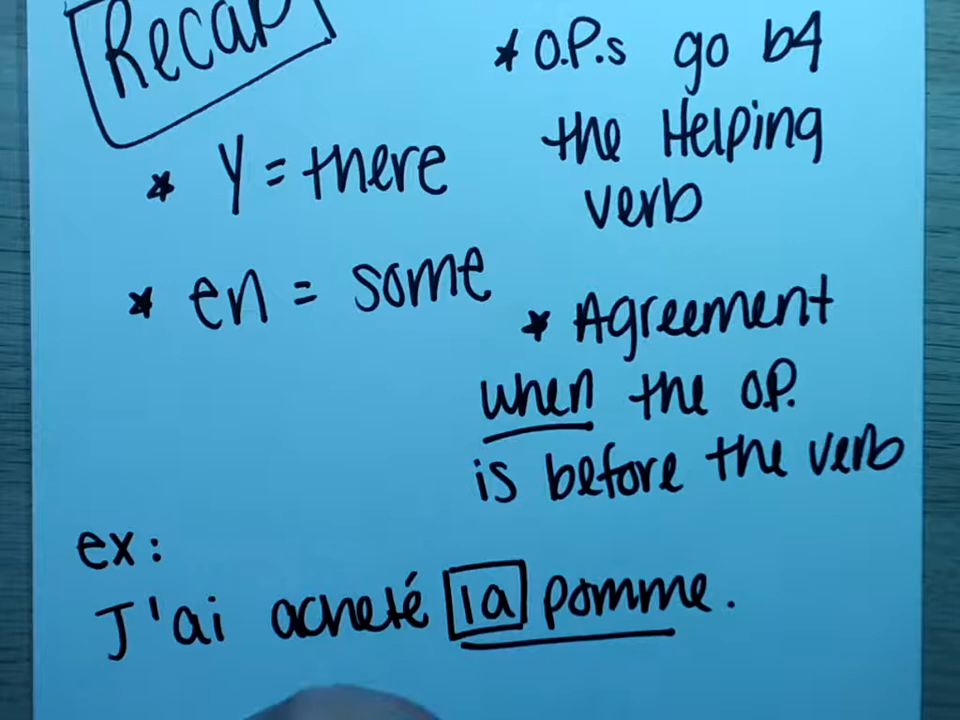 Recap
* Y = there
* en = some
* O.P.s go b4
the Helping
verb
* Agreement
when the O.P.
is before the verb
ex:
J'ai acheté la pomme.